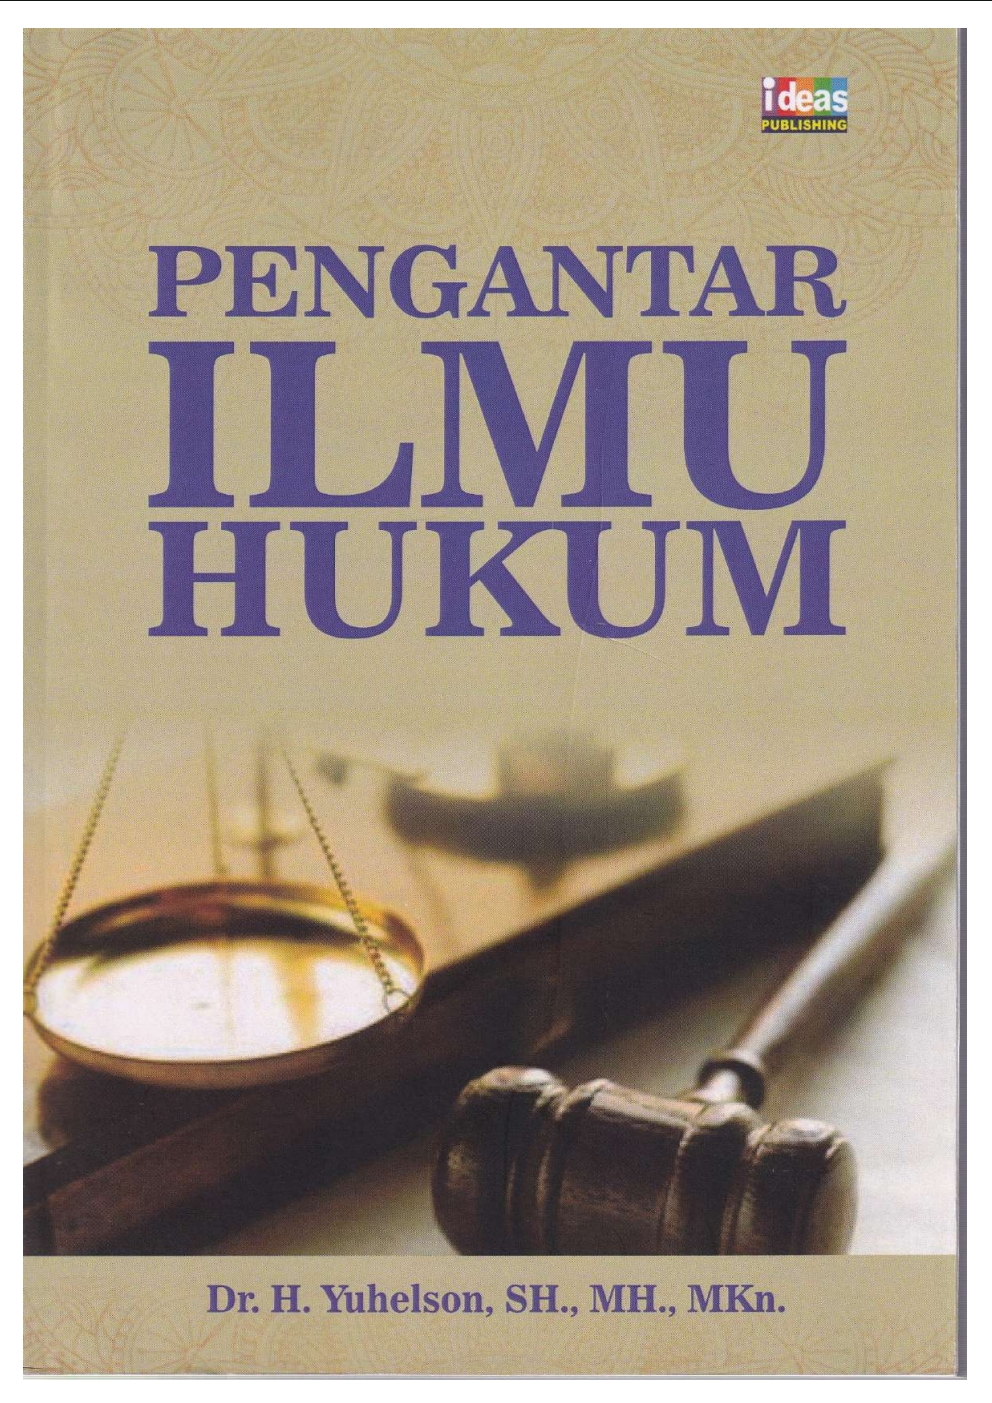 ideas
PUBLISHING
PENGANTAR
ILMU
HUKUM
Dr. H. Yuhelson, SH., MH., MKn.